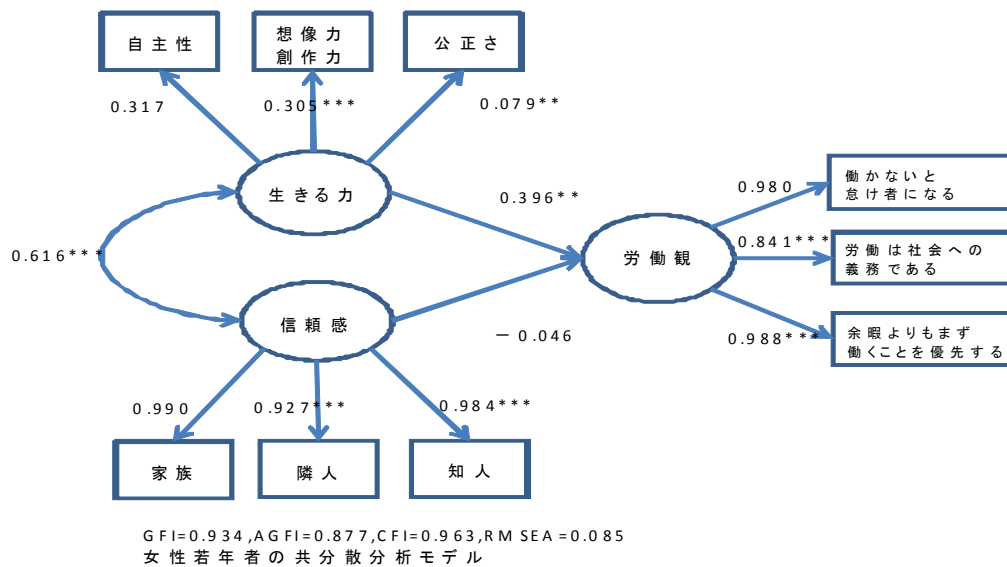 自主性
想像力
創作力
公正さ
0.317
0.305***
0.079**
生きる力
0.396**
0.616***
労働観
0.980
0.841***
0.988***
働かないと
怠け者になる
労働は社会への
義務である
余暇よりもまず
働くことを優先する
信頼感
－0.046
0.990
0.927***
0.984***
家族
隣人
知人
GFI=0.934,AGFI=0.877,CFI=0.963,RMSEA=0.085
女性若年者の共分散分析モデル